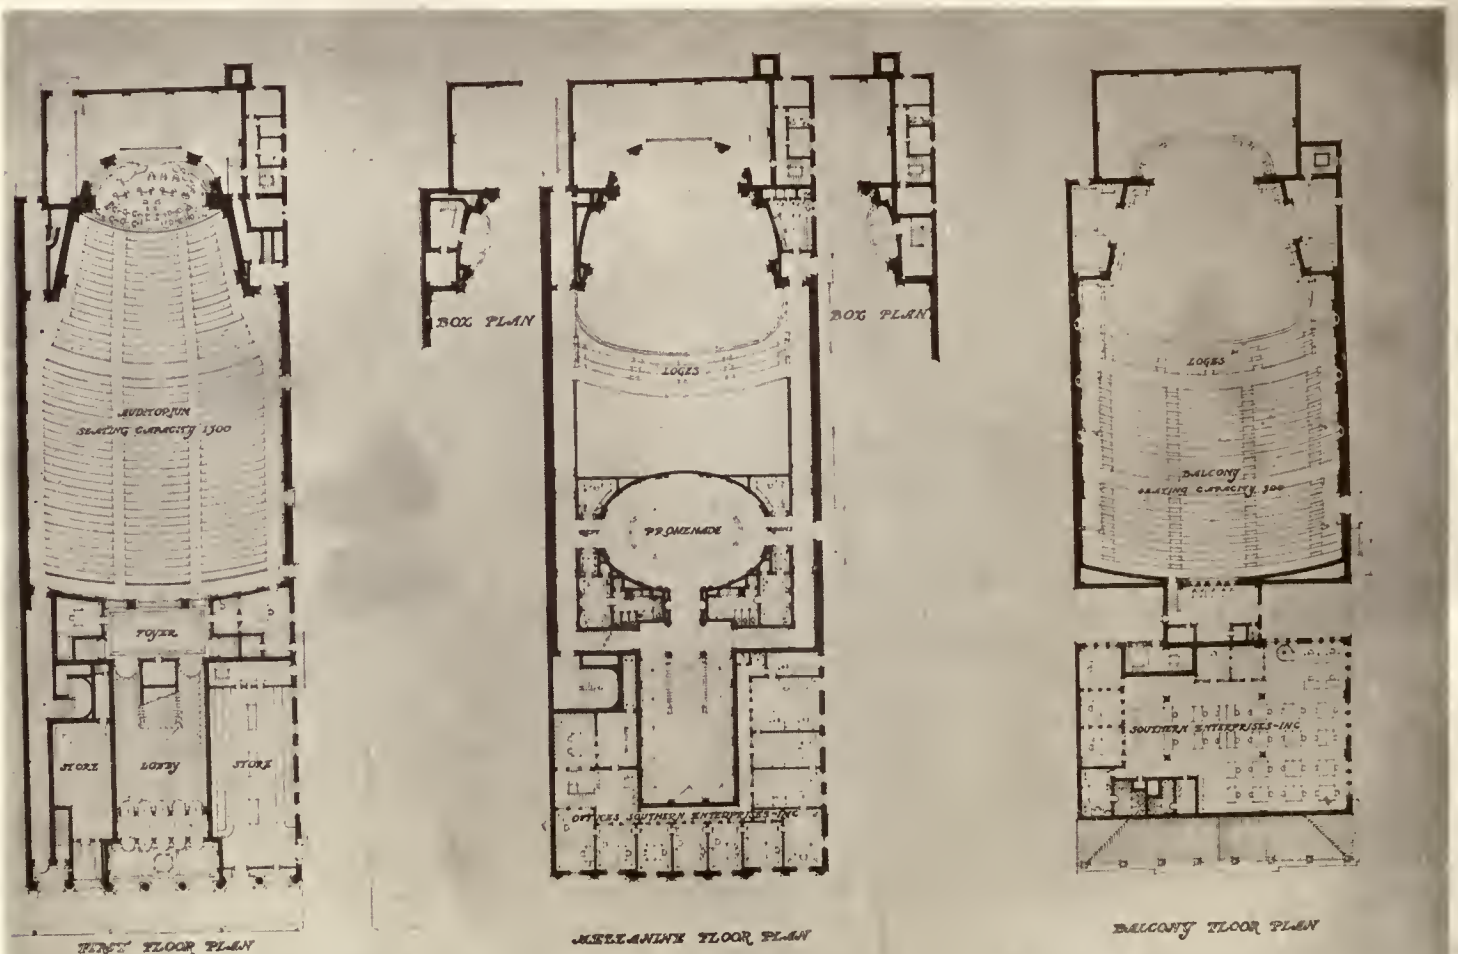 AUDITORIUM
SEATING CAPACITY 1300
FOYER
STORE
LOBBY
STORE
FIRST FLOOR PLAN
BOX PLAN
BOX PLAN
LOGES
PROMENADE
OFFICES SOUTHERN ENTERPRISES-INC
MEZZANINE FLOOR PLAN
LOGES
BALCONY
SEATING CAPACITY 500
SOUTHERN ENTERPRISES-INC
BALCONY FLOOR PLAN